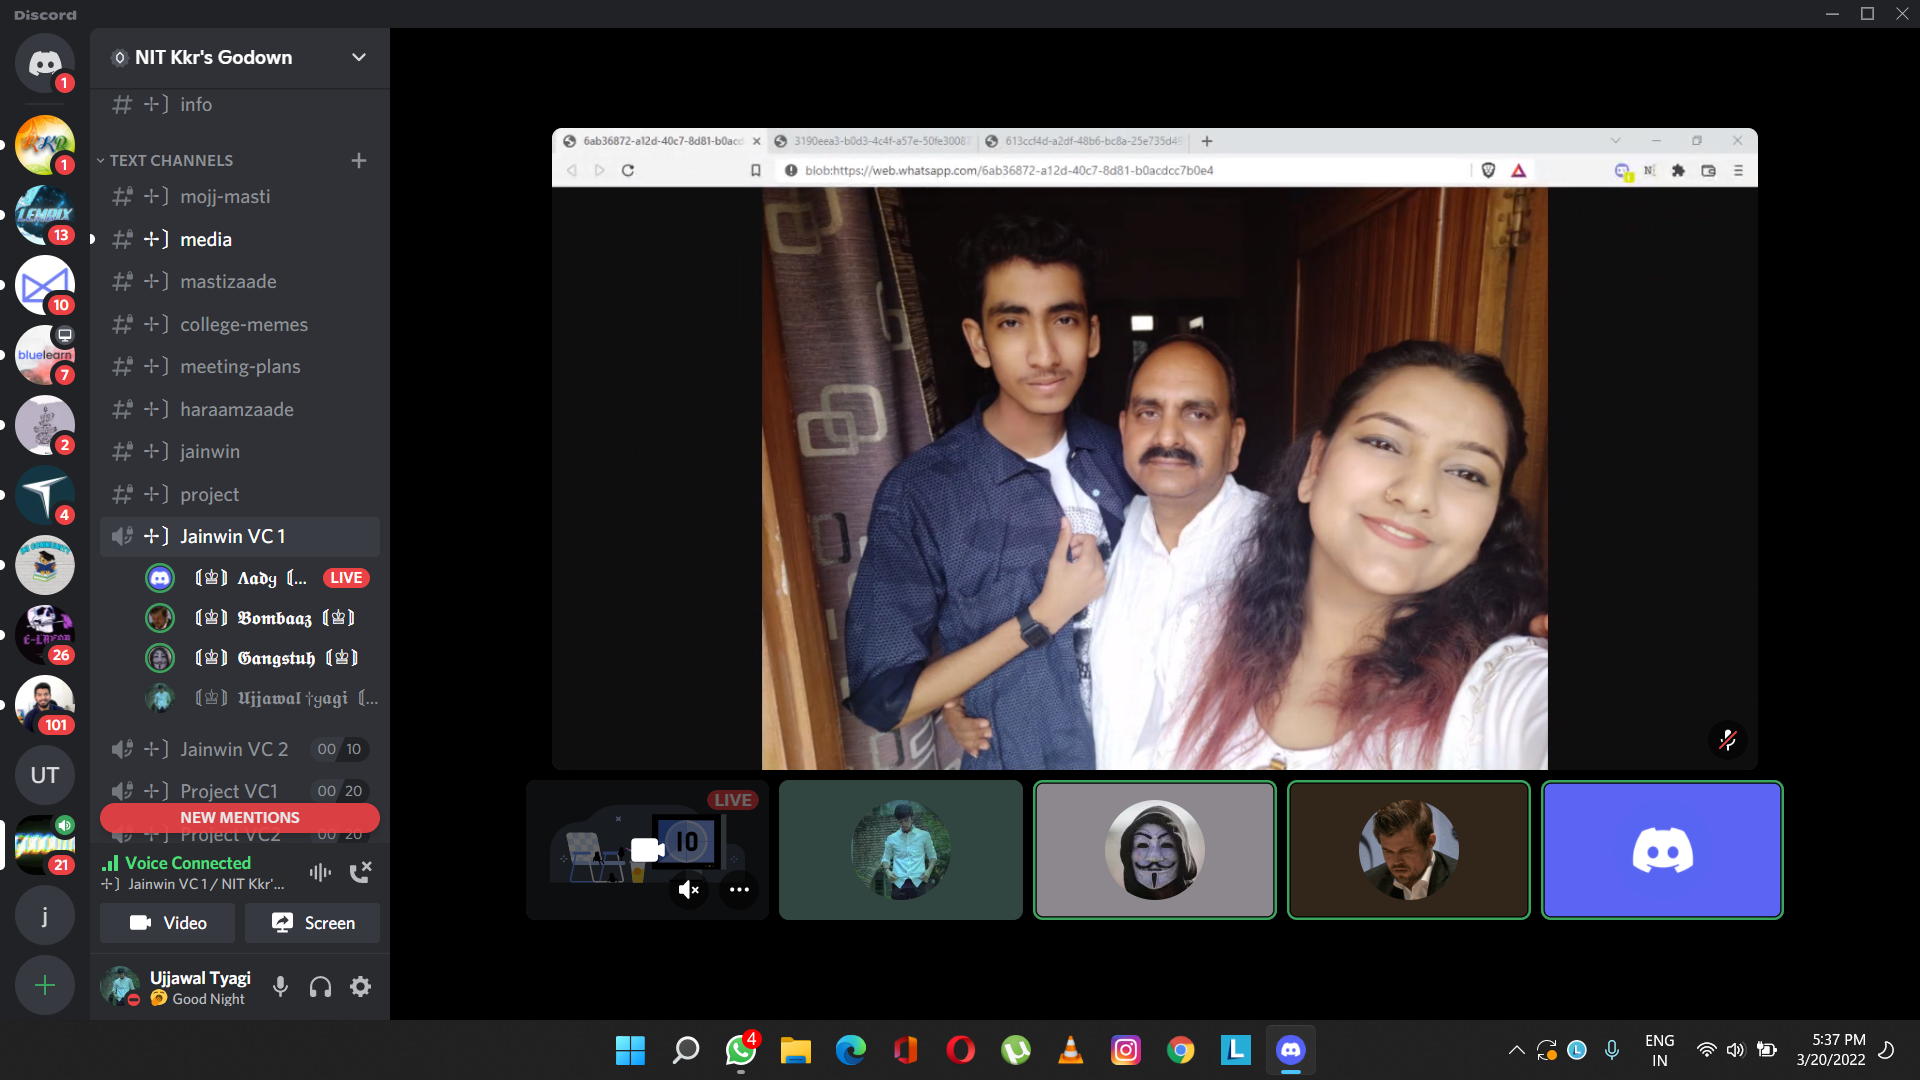 Discord
NIT Kkr's Godown
info
TEXT CHANNELS
mojj-masti
media
mastizaade
college-memes
meeting-plans
haraamzaade
jainwin
project
Jainwin VC 1
Aady [... LIVE
Bombaaz
Gangstuh
Ujjawal †yagi [...
Jainwin VC 2 00 10
Project VC1 00 20
NEW MENTIONS
Project VC2 00 20
Voice Connected
Jainwin VC 1 / NIT Kkr'...
Video
Screen
Ujjawal Tyagi
Good Night
1
1
LEMPIX
13
10
bluelearn
7
2
4
26
101
UT
21
j
6ab36872-a12d-40c7-8d81-b0acd
3190eea3-b0d3-4c4f-a57e-50fe30087
613ccf4d-a2df-48b6-bc8a-25e735d4
blob:https://web.whatsapp.com/6ab36872-a12d-40c7-8d81-b0acdcc7b0e4
LIVE
10
4
L
ENG
IN
5:37 PM
3/20/2022